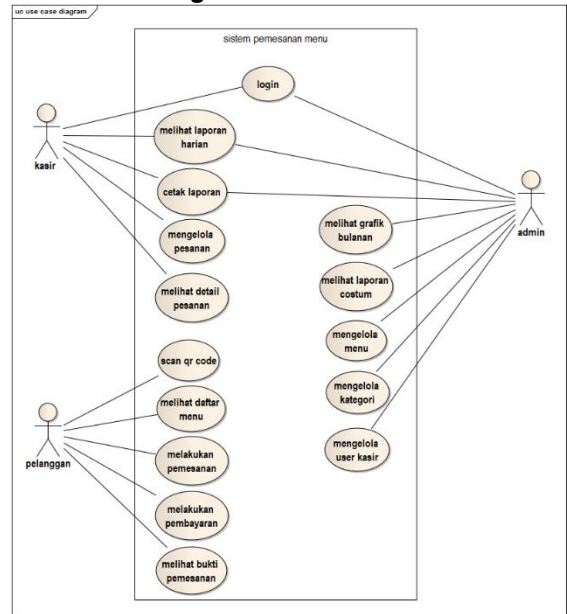 uc use case diagram
sistem pemesanan menu
login
melihat laporan
harian
kasir
cetak laporan
mengelola
pesanan
melihat detail
pesanan
melihat grafik
bulanan
admin
melihat laporan
costum
mengelola
menu
mengelola
kategori
mengelola
user kasir
scan qr code
melihat daftar
menu
pelanggan
melakukan
pemesanan
melakukan
pembayaran
melihat bukti
pemesanan